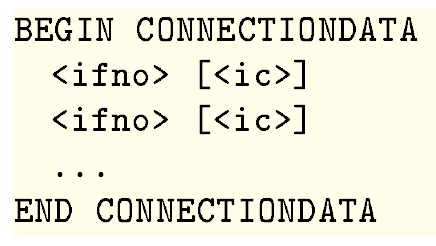 BEGIN CONNECTIONDATA
<ifno> [<ic>]
<ifno> [<ic>]
...
END CONNECTIONDATA